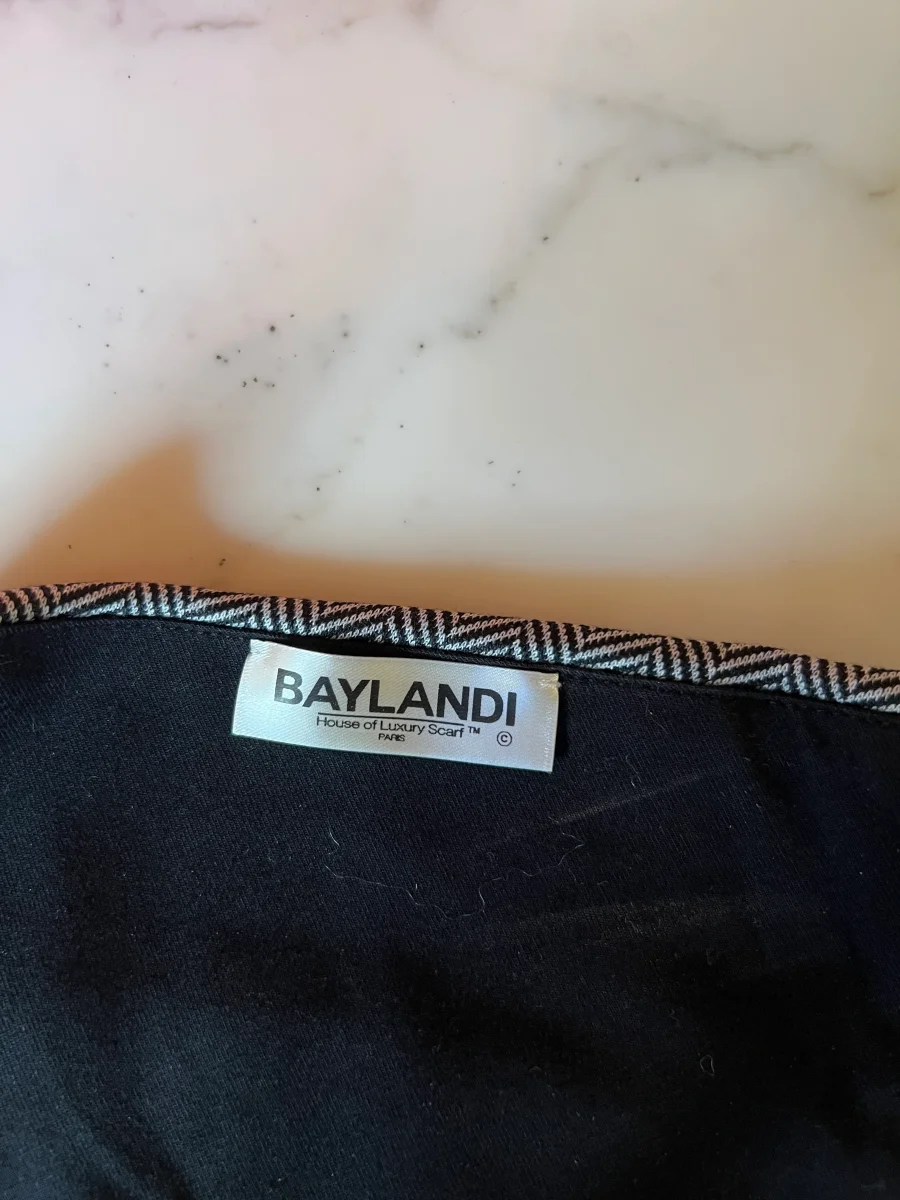 BAYLANDI
House of Luxury Scarf™
PARIS ©